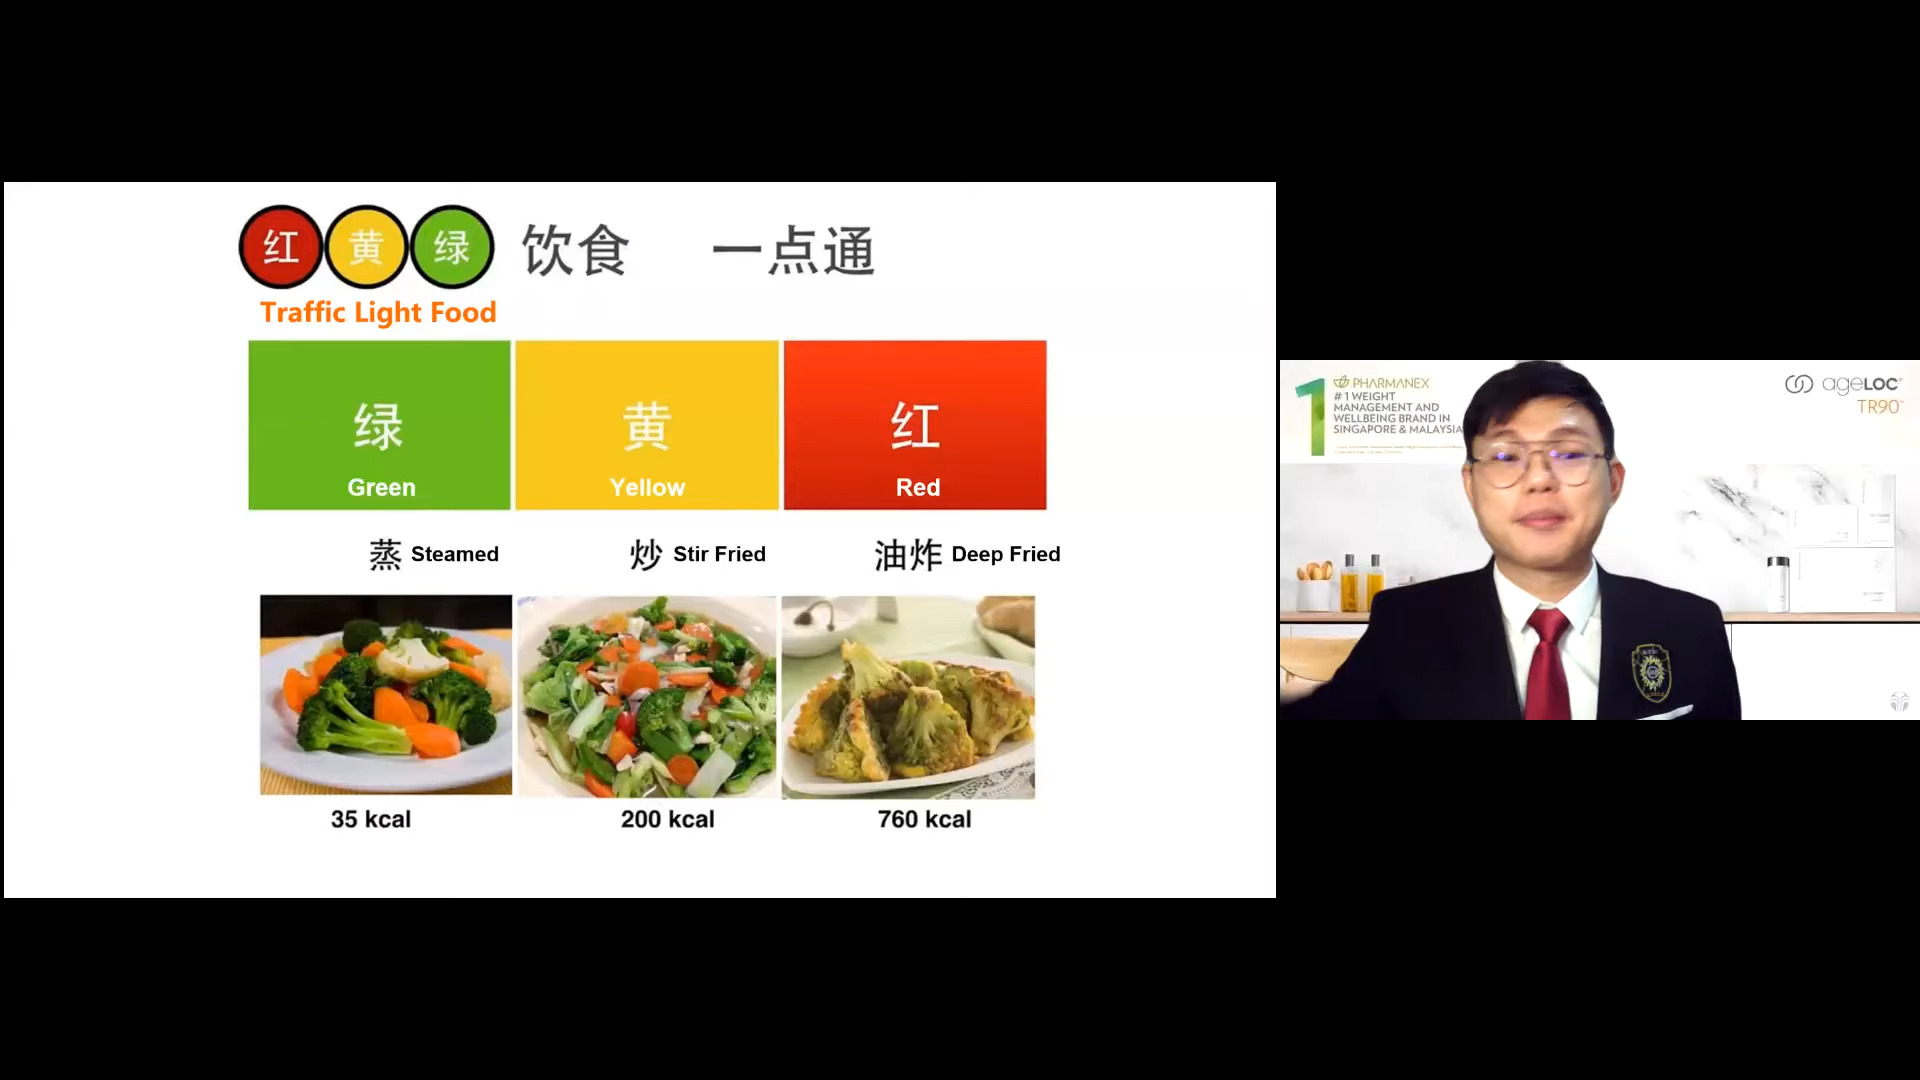 红 黄 绿 饮食 一点通
Traffic Light Food
绿 黄 红
Green Yellow Red
蒸 Steamed 炒 Stir Fried 油炸 Deep Fried
35 kcal 200 kcal 760 kcal
1 PHARMANEX
#1 WEIGHT
MANAGEMENT AND
WELLBEING BRAND IN
SINGAPORE & MALAYSIA
ageLOC
TR90